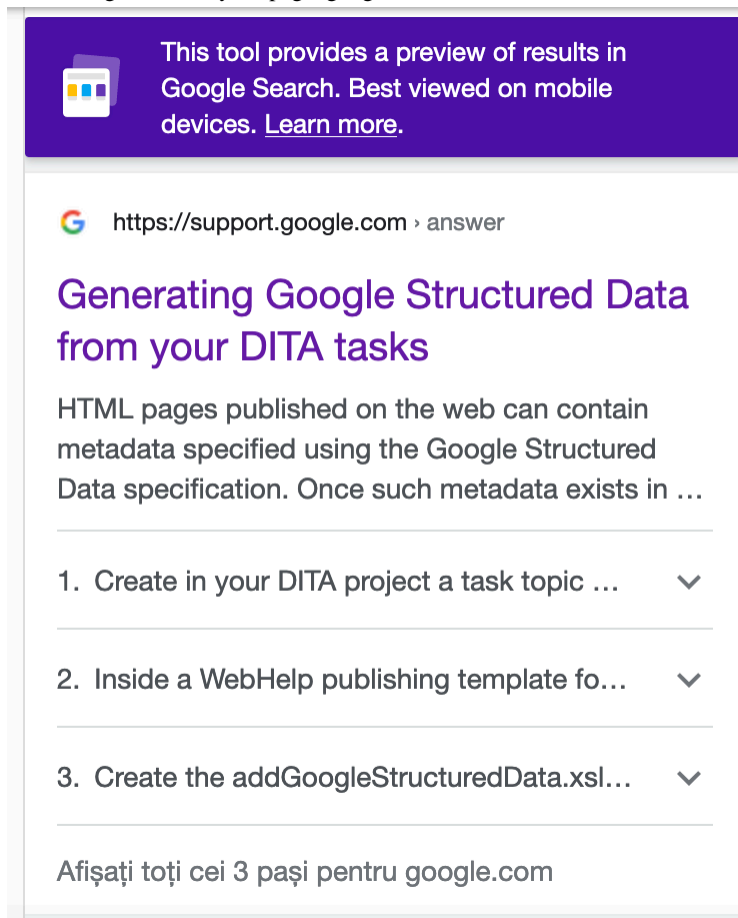 This tool provides a preview of results in
Google Search. Best viewed on mobile
devices. Learn more.
https://support.google.com › answer
Generating Google Structured Data
from your DITA tasks
HTML pages published on the web can contain
metadata specified using the Google Structured
Data specification. Once such metadata exists in ...
1. Create in your DITA project a task topic ...
2. Inside a WebHelp publishing template fo...
3. Create the addGoogleStructuredData.xsl...
Afișați toți cei 3 pași pentru google.com